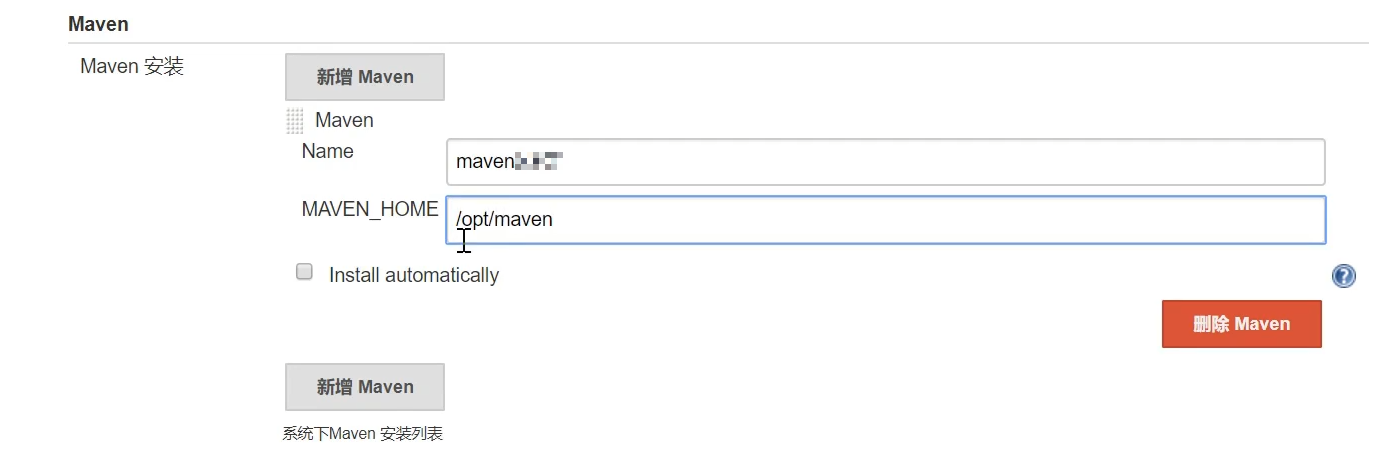 Maven
Maven 安装
新增 Maven
Maven
Name
maven
MAVEN_HOME
/opt/maven
Install automatically
?
删除 Maven
新增 Maven
系统下Maven 安装列表